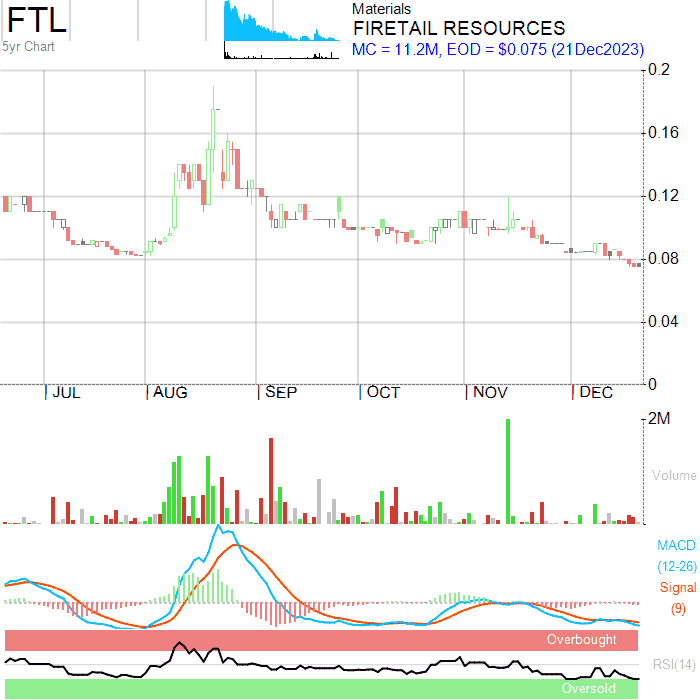 FTL
5yr Chart
Materials
FIRETAIL RESOURCES
MC = 11.2M, EOD = $0.075 (21Dec2023)
0.2
0.16
0.12
0.08
0.04
0
JUL AUG SEP OCT NOV DEC
2M
Volume
MACD
(12-26)
Signal
(9)
Overbought
RSI(14)
Oversold